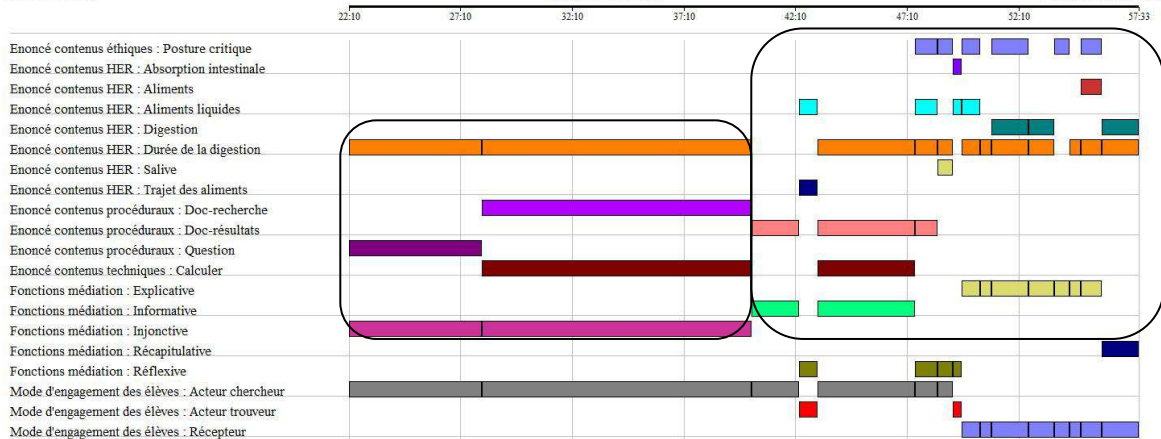 22:10 27:10 32:10 37:10 42:10 47:10 52:10 57:33
Enoncé contenus éthiques : Posture critique
Enoncé contenus HER : Absorption intestinale
Enoncé contenus HER : Aliments
Enoncé contenus HER : Aliments liquides
Enoncé contenus HER : Digestion
Enoncé contenus HER : Durée de la digestion
Enoncé contenus HER : Salive
Enoncé contenus HER : Trajet des aliments
Enoncé contenus procéduraux : Doc-recherche
Enoncé contenus procéduraux : Doc-résultats
Enoncé contenus procéduraux : Question
Enoncé contenus techniques : Calculer
Fonctions médiation : Explicative
Fonctions médiation : Informative
Fonctions médiation : Injonctive
Fonctions médiation : Récapitulative
Fonctions médiation : Réflexive
Mode d'engagement des élèves : Acteur chercheur
Mode d'engagement des élèves : Acteur trouveur
Mode d'engagement des élèves : Récepteur